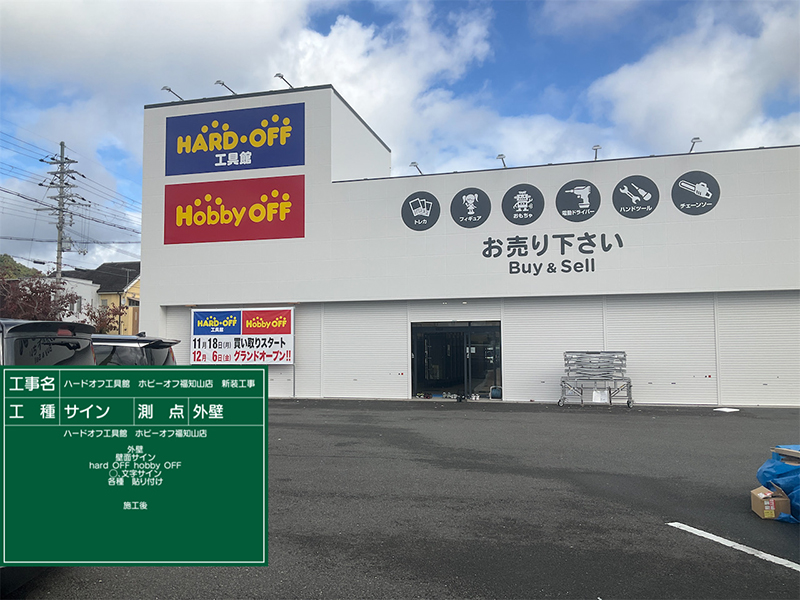 HARD・OFF
工具館
HOBBY OFF
トレカ
フィギュア
おもちゃ
電動ドライバー
ハンドツール
チェーンソー
お売り下さい
Buy & Sell
HARD・OFF
工具館
HOBBY OFF
11月18日(月) 買い取りスタート
12月 6日(金) グランドオープン!!
工事名 ハードオフ工具館 ホビーオフ福知山店 新装工事
工種 サイン 測点 外壁
ハードオフ工具館 ホビーオフ福知山店
外壁
壁面サイン
hard OFF hobby OFF
○,文字サイン
各種 貼り付け
施工後